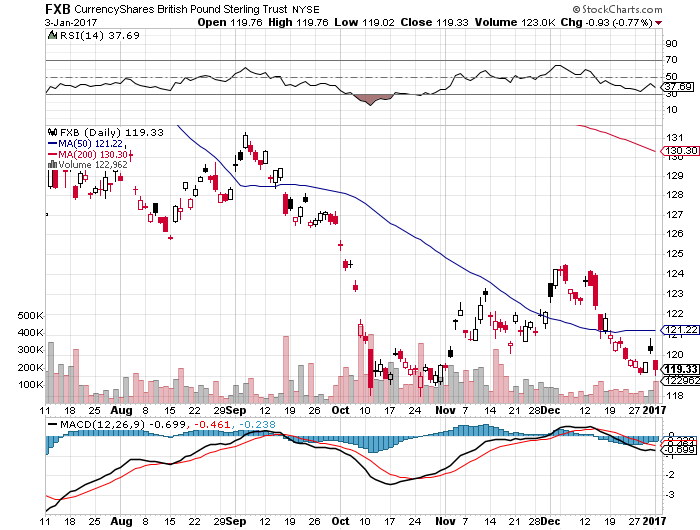 FXB CurrencyShares British Pound Sterling Trust NYSE © StockCharts.com
3-Jan-2017 Open 119.76 High 119.76 Low 119.02 Close 119.33 Volume 123.0K Chg -0.93 (-0.77%)
RSI(14) 37.69
90
70
50
37.69
30
10
FXB (Daily) 119.33
MA(50) 121.22
MA(200) 130.30
Volume 122,962
131
130.30
130
129
128
127
126
125
124
123
122
121.22
121
120
119.33
122962
118
500K
400K
300K
200K
100K
11 18 25 Aug 8 15 22 Sep 12 19 26 Oct 10 17 24 Nov 7 14 21 28 Dec 12 19 27 2017
MACD(12,26,9) -0.699, -0.461, -0.238
0
-0.699
-1
-2
-3
11 18 25 Aug 8 15 22 Sep 12 19 26 Oct 10 17 24 Nov 7 14 21 28 Dec 12 19 27 2017